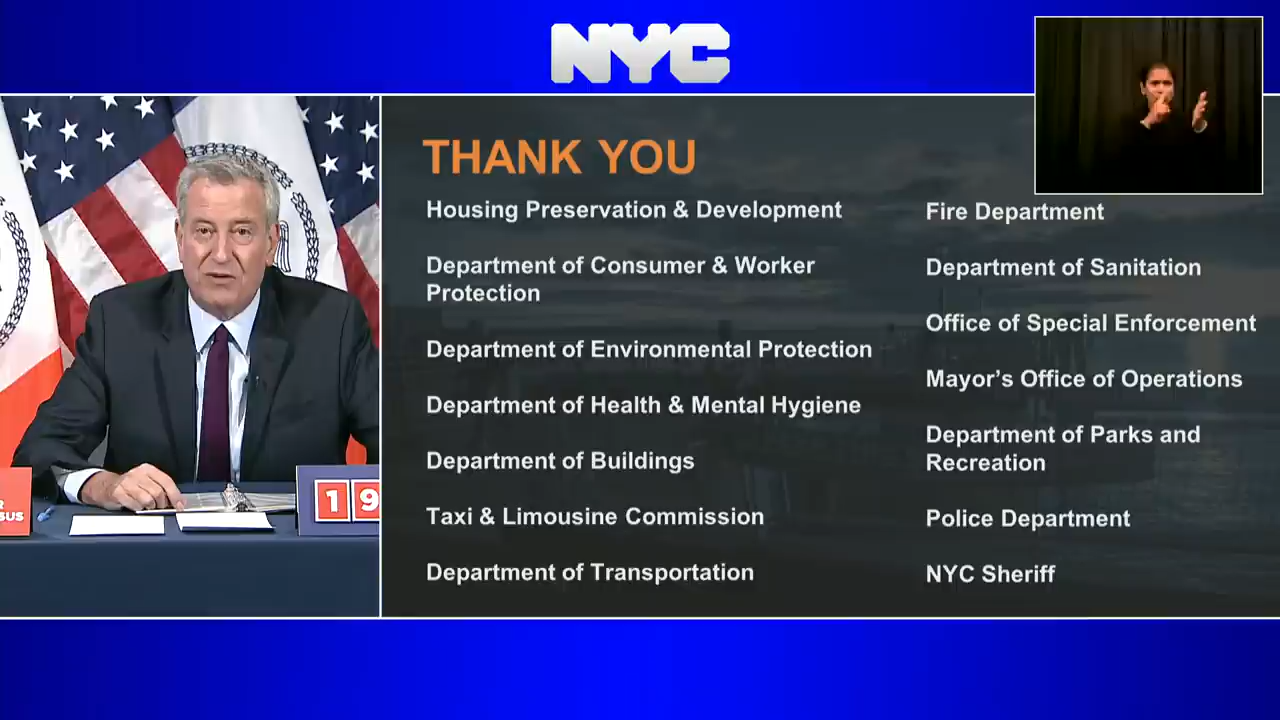 NYC
THANK YOU
Housing Preservation & Development
Department of Consumer & Worker
Protection
Department of Environmental Protection
Department of Health & Mental Hygiene
Department of Buildings
Taxi & Limousine Commission
Department of Transportation
Fire Department
Department of Sanitation
Office of Special Enforcement
Mayor’s Office of Operations
Department of Parks and
Recreation
Police Department
NYC Sheriff
19